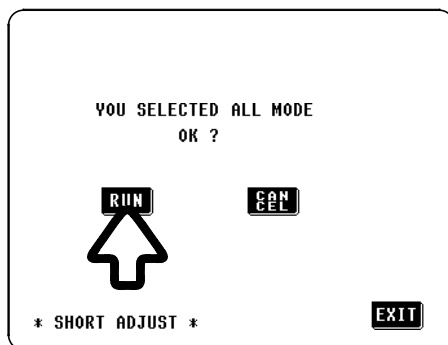 YOU SELECTED ALL MODE
OK ?
RUN
CAN
CEL
* SHORT ADJUST *
EXIT